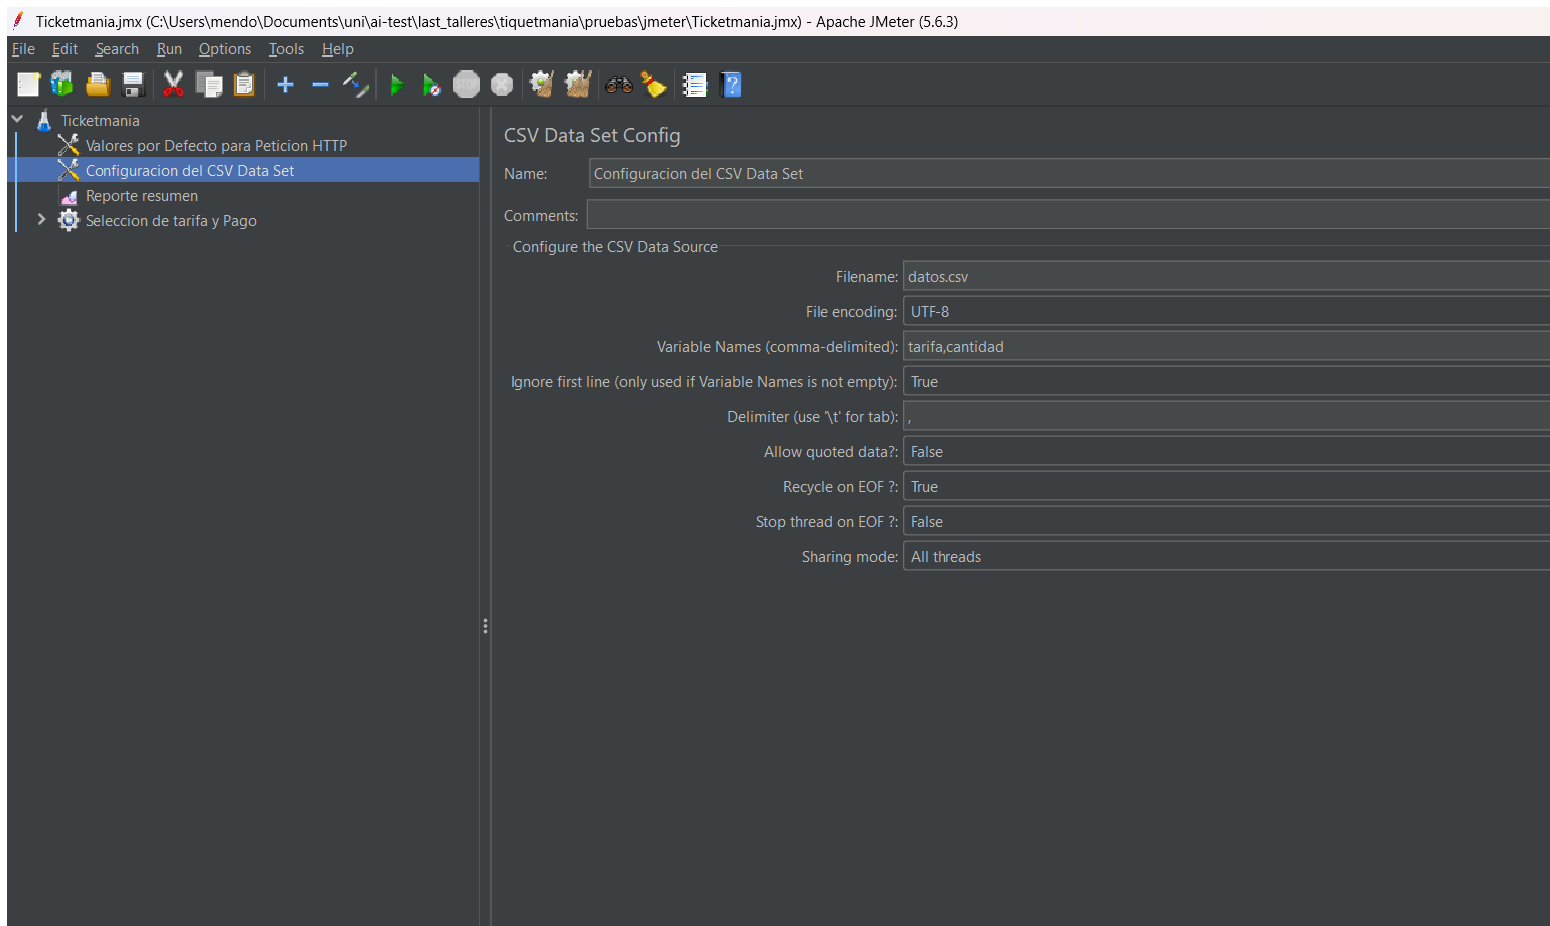 Ticketmania.jmx (C:\Users\mendo\Documents\uni\ai-test\last_talleres\tiquetmania\pruebas\jmeter\Ticketmania.jmx) - Apache JMeter (5.6.3)
File Edit Search Run Options Tools Help
STOP
Ticketmania
Valores por Defecto para Peticion HTTP
Configuracion del CSV Data Set
Reporte resumen
Seleccion de tarifa y Pago
CSV Data Set Config
Name: Configuracion del CSV Data Set
Comments:
Configure the CSV Data Source
Filename: datos.csv
File encoding: UTF-8
Variable Names (comma-delimited): tarifa,cantidad
Ignore first line (only used if Variable Names is not empty): True
Delimiter (use '\t' for tab): ,
Allow quoted data?: False
Recycle on EOF ?: True
Stop thread on EOF ?: False
Sharing mode: All threads